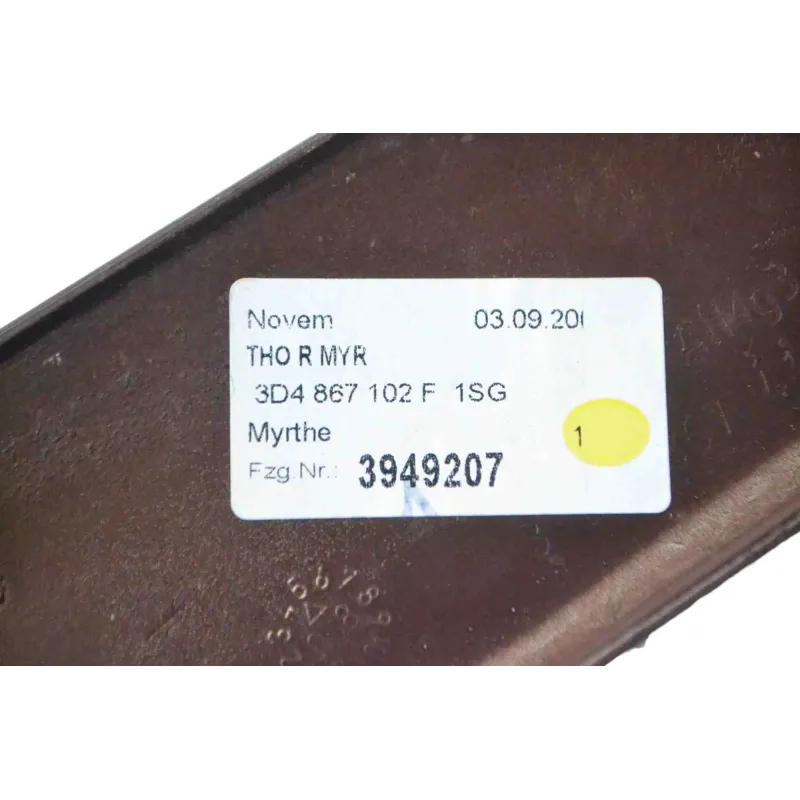 Novem 03.09.20
THO R MYR
3D4 867 102 F 1SG
Myrthe 1
Fzg.Nr.: 3949207